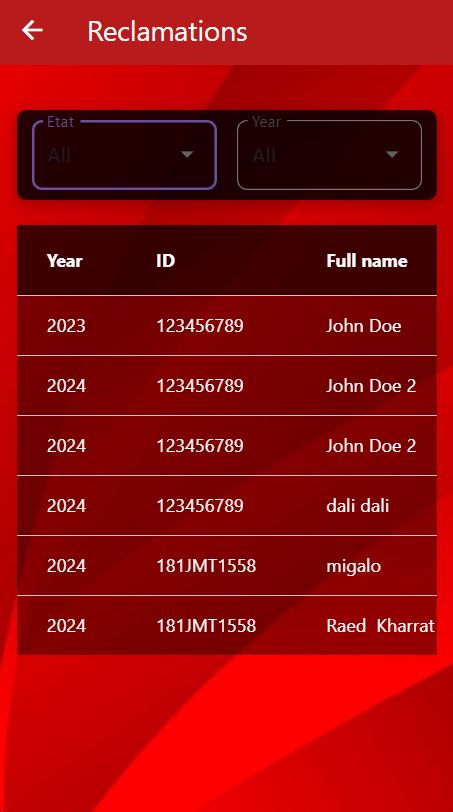 Reclamations
Etat Year
All All
Year ID Full name
2023 123456789 John Doe
2024 123456789 John Doe 2
2024 123456789 John Doe 2
2024 123456789 dali dali
2024 181JMT1558 migalo
2024 181JMT1558 Raed  Kharrat